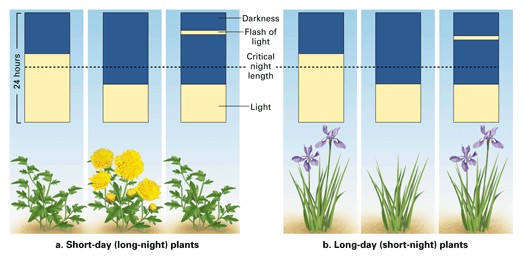 Darkness
Flash of
light
Critical
night
length
24 hours
Light
a. Short-day (long-night) plants
b. Long-day (short-night) plants